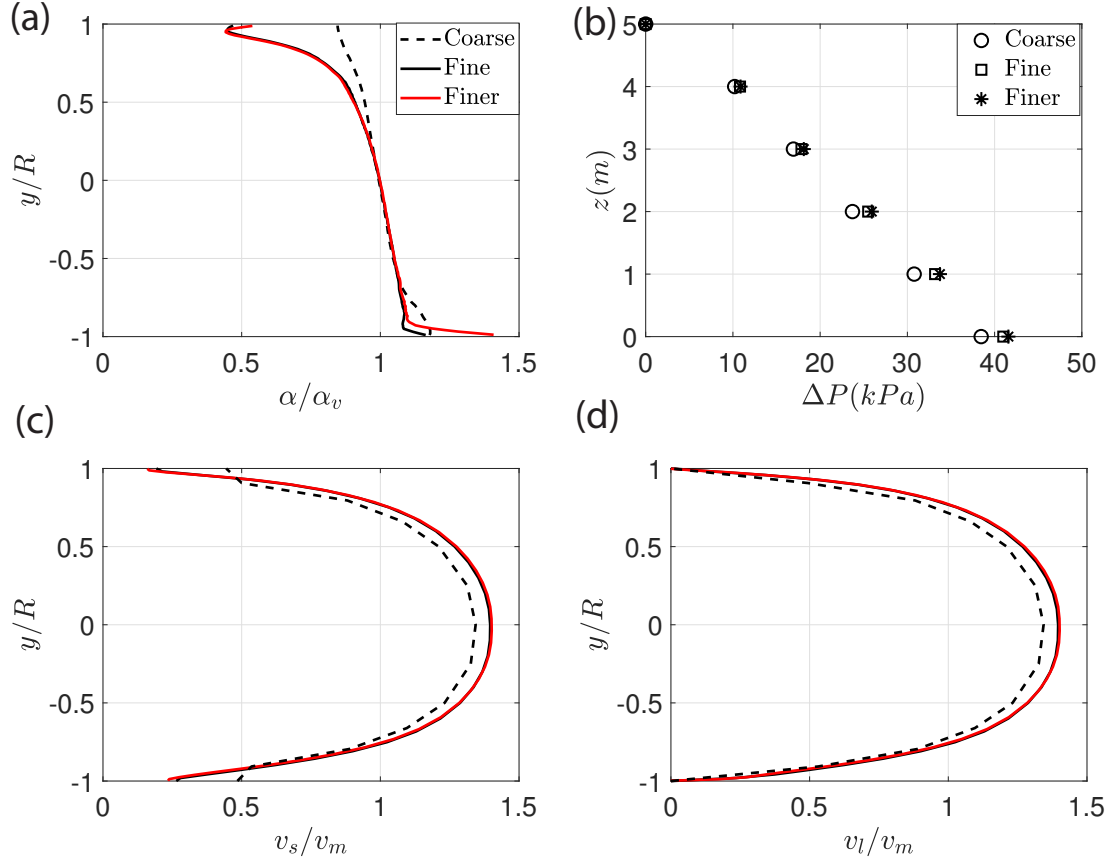 (a)
1
0.5
0
-0.5
-1
y/R
0
0.5
1
1.5
α/α_v
Coarse
Fine
Finer
(b)
5
4
3
2
1
0
z(m)
0
10
20
30
40
50
ΔP(kPa)
Coarse
Fine
Finer
(c)
1
0.5
0
-0.5
-1
y/R
0
0.5
1
1.5
v_s/v_m
(d)
1
0.5
0
-0.5
-1
y/R
0
0.5
1
1.5
v_l/v_m